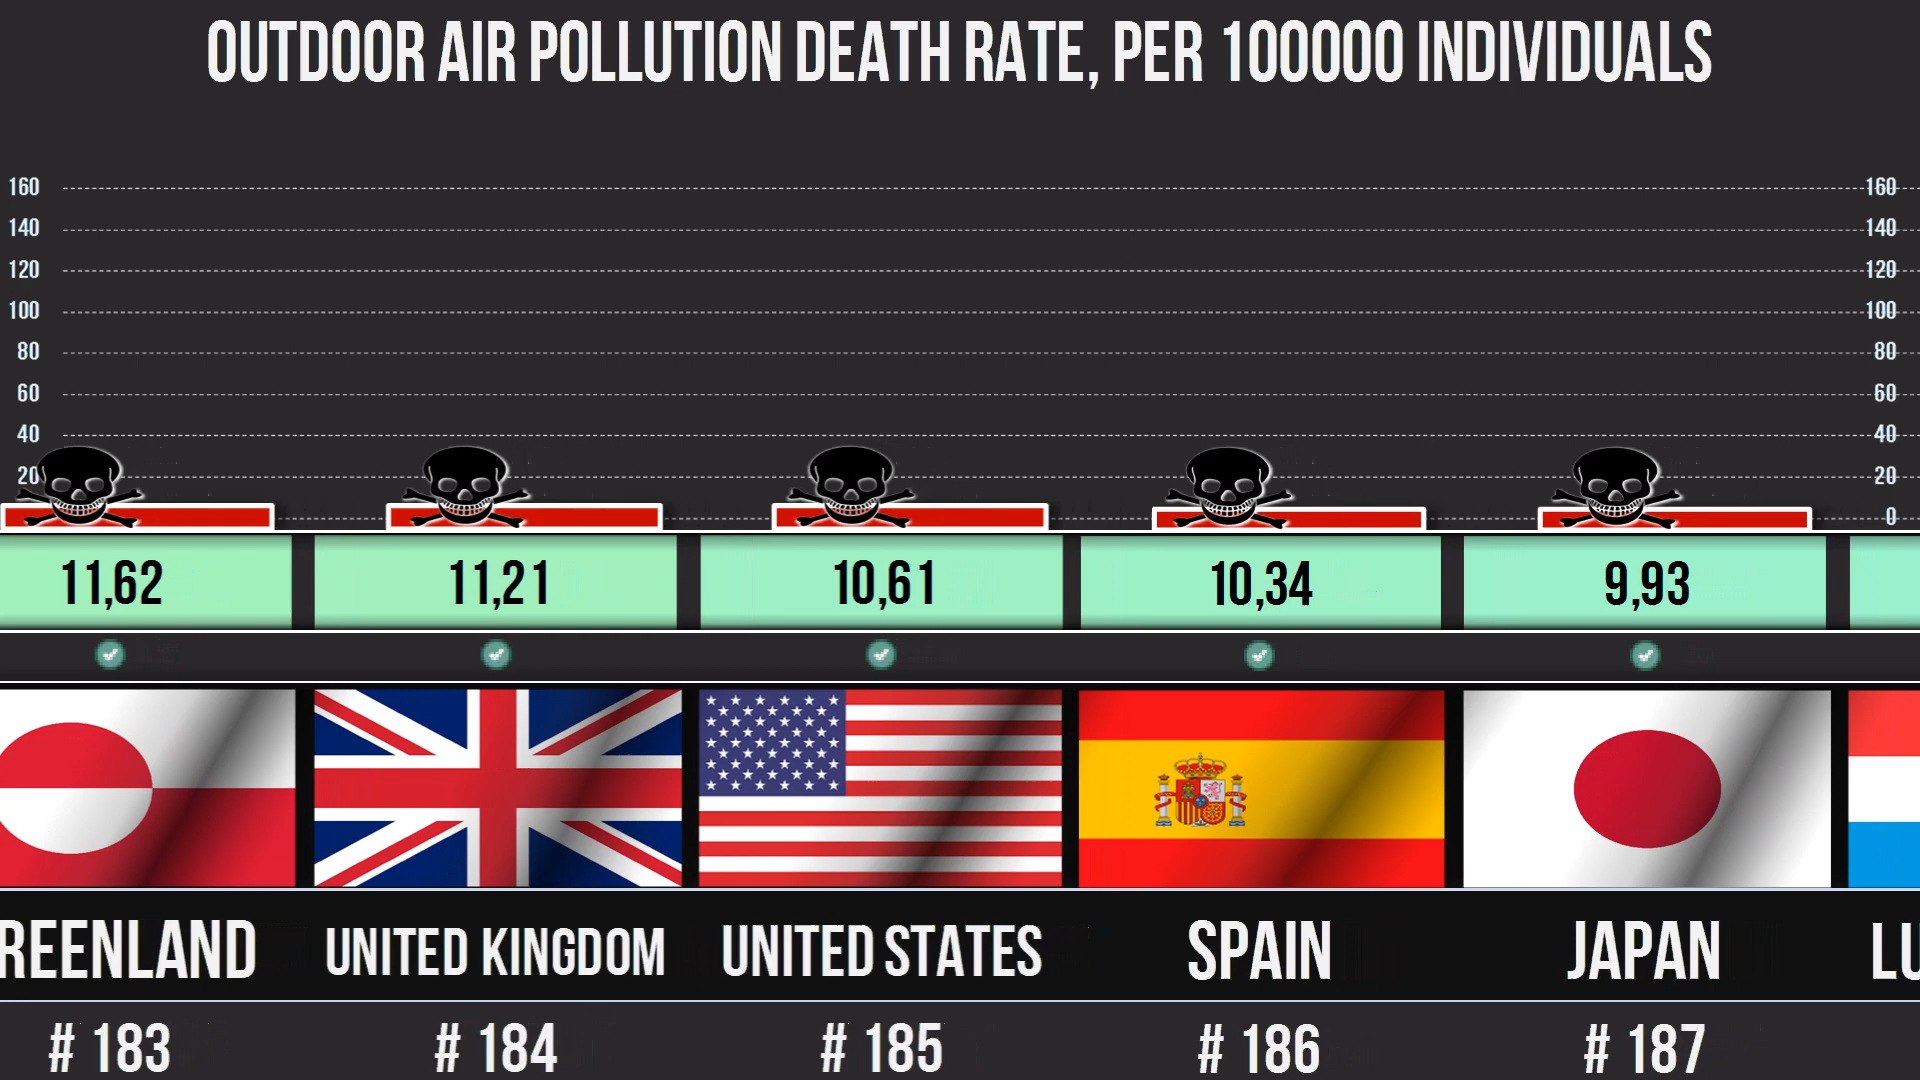 OUTDOOR AIR POLLUTION DEATH RATE, PER 100000 INDIVIDUALS
160 160
140 140
120 120
100 100
80 80
60 60
40 40
20 20
0
11,62 11,21 10,61 10,34 9,93
REENLAND UNITED KINGDOM UNITED STATES SPAIN JAPAN LU
# 183 # 184 # 185 # 186 # 187